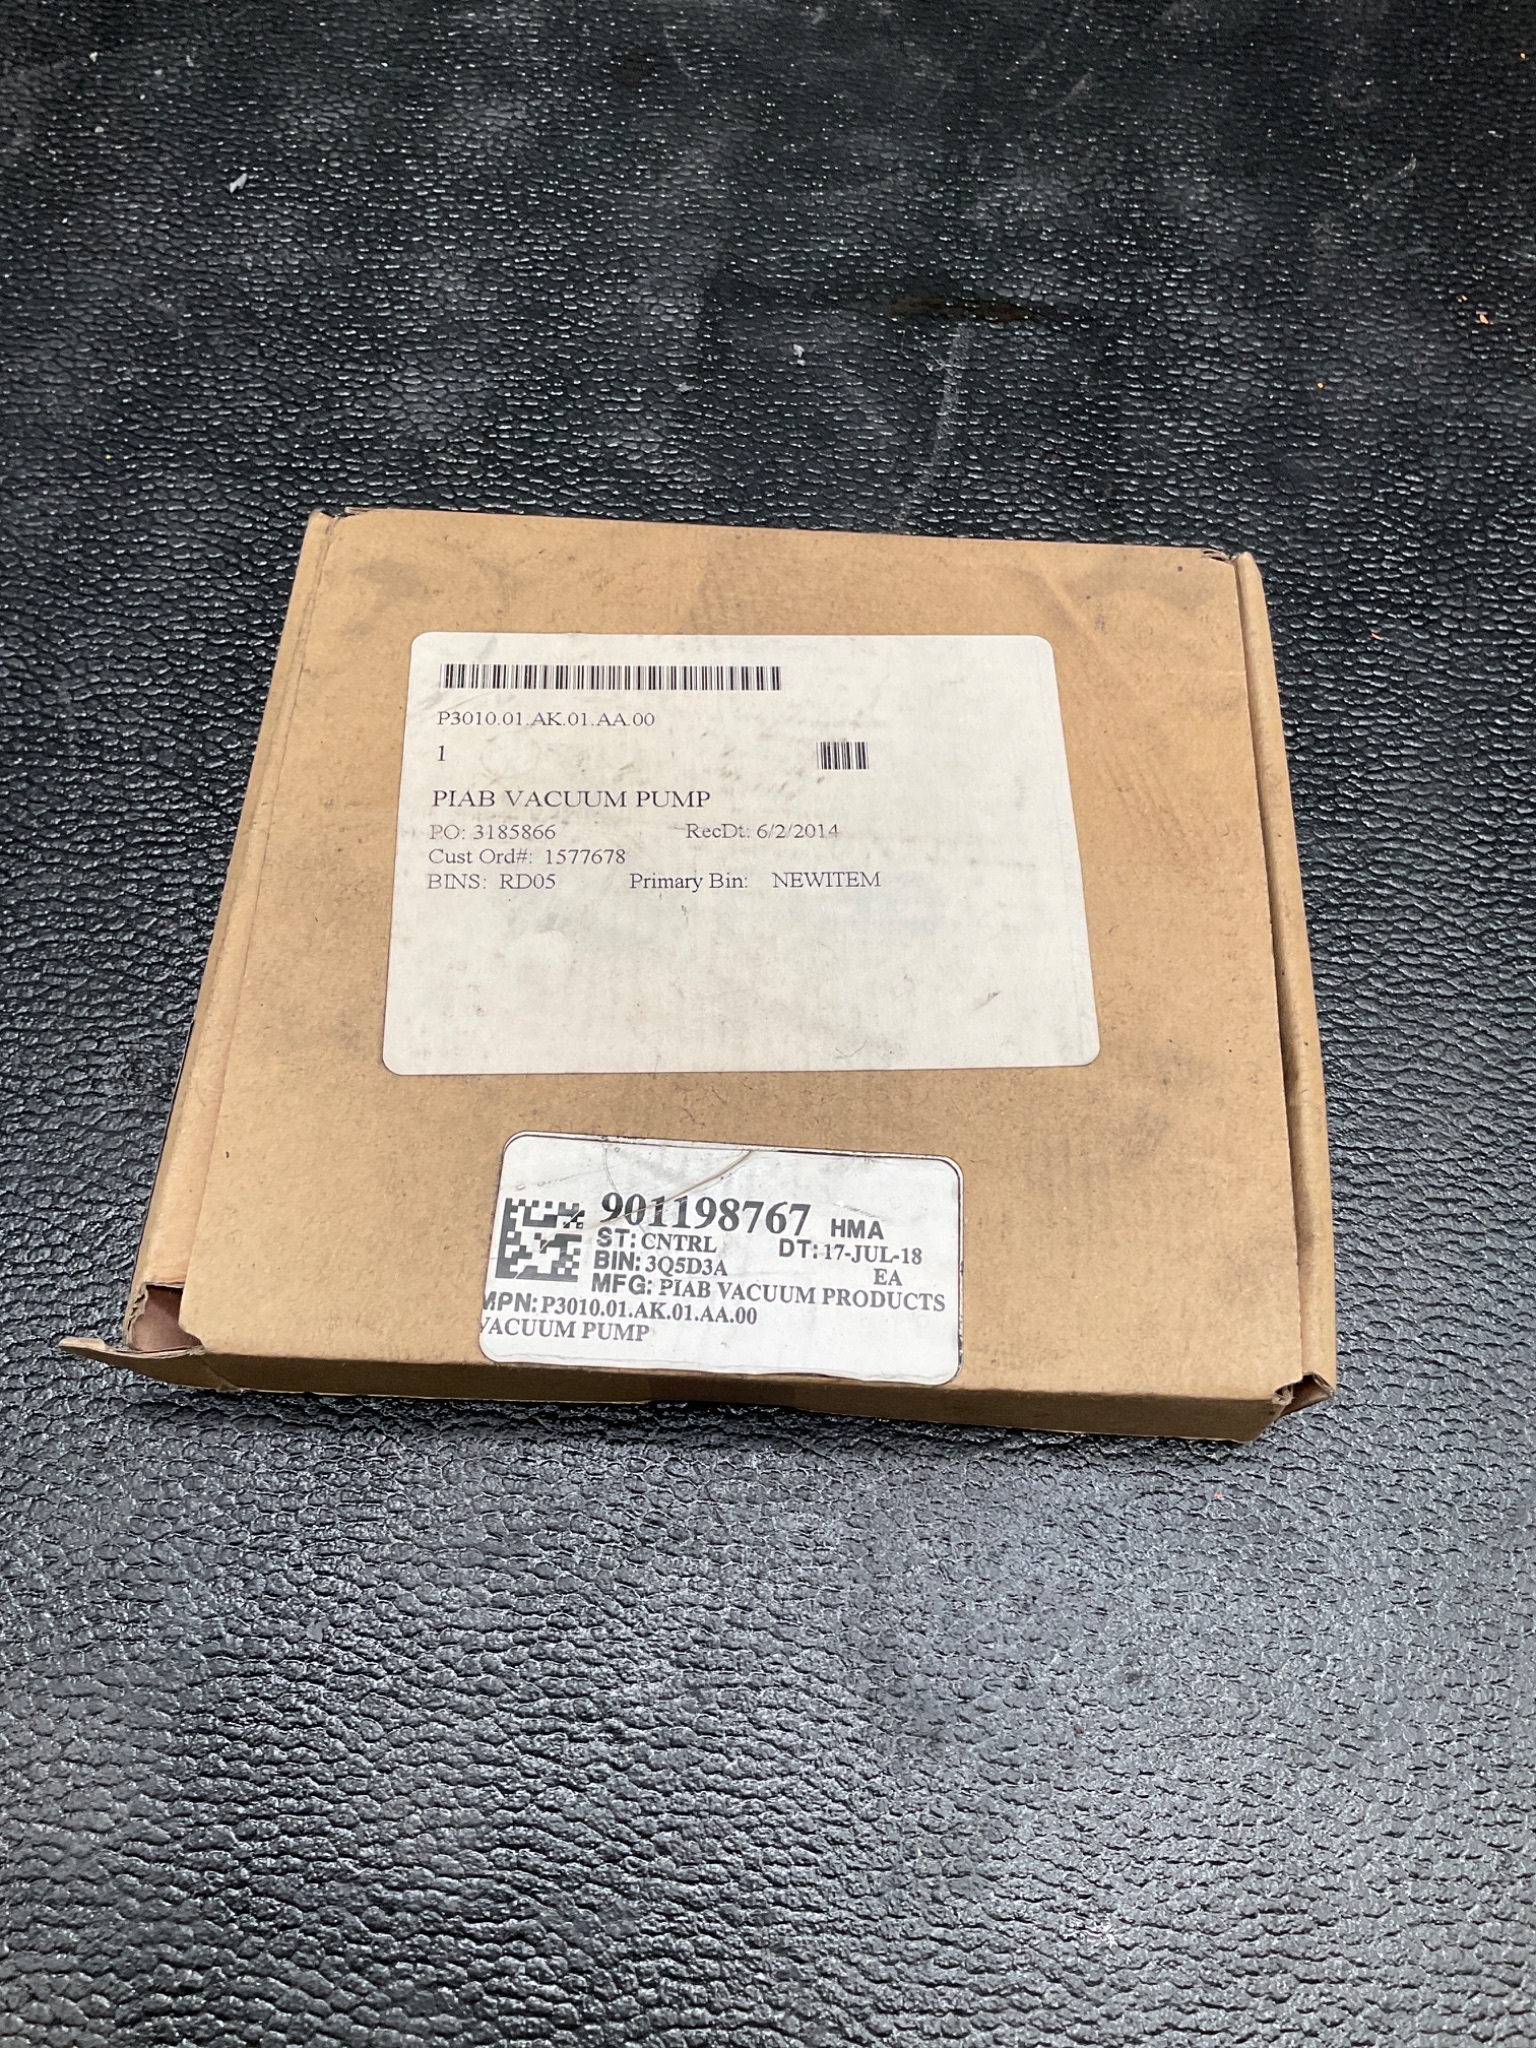 P3010.01.AK.01.AA.00
1
PIAB VACUUM PUMP
PO: 3185866 RecDt: 6/2/2014
Cust Ord#: 1577678
BINS: RD05 Primary Bin: NEWITEM
901198767 HMA
ST: CNTRL DT: 17-JUL-18
BIN: 3Q5D3A EA
MFG: PIAB VACUUM PRODUCTS
MPN: P3010.01.AK.01.AA.00
VACUUM PUMP